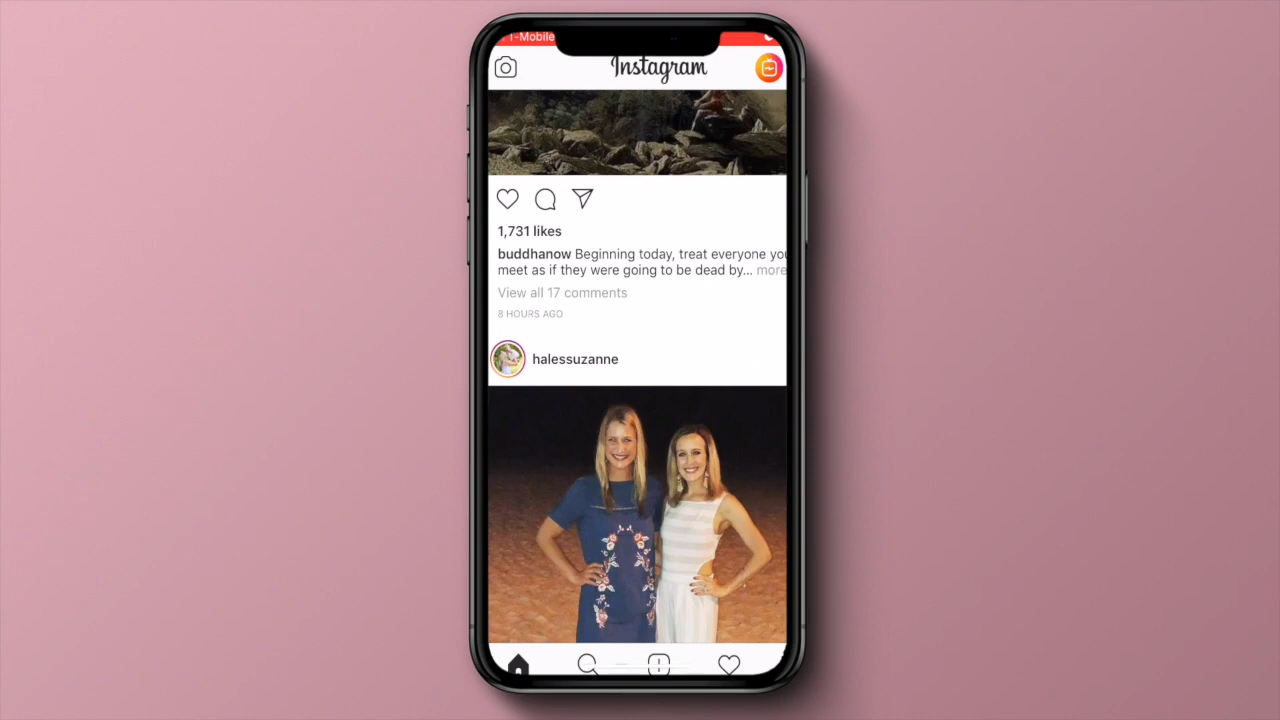 T-Mobile
Instagram
1,731 likes
buddhanow Beginning today, treat everyone you
meet as if they were going to be dead by... more
View all 17 comments
8 HOURS AGO
halessuzanne